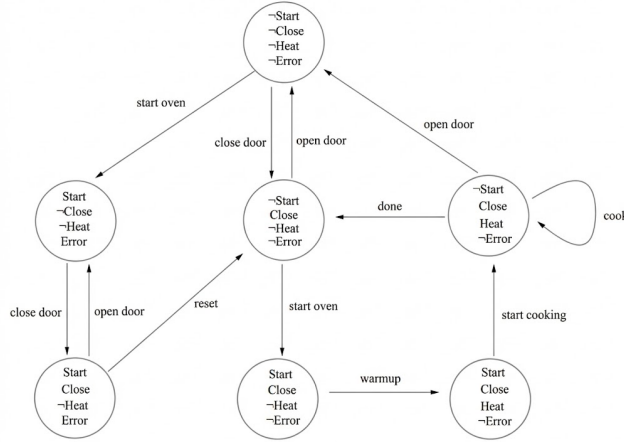 ¬Start
¬Close
¬Heat
¬Error
start oven
close door
open door
open door
Start
¬Close
¬Heat
Error
¬Start
Close
¬Heat
¬Error
done
¬Start
Close
Heat
¬Error
cook
close door
open door
reset
start oven
start cooking
Start
Close
¬Heat
Error
Start
Close
¬Heat
¬Error
warmup
Start
Close
Heat
¬Error